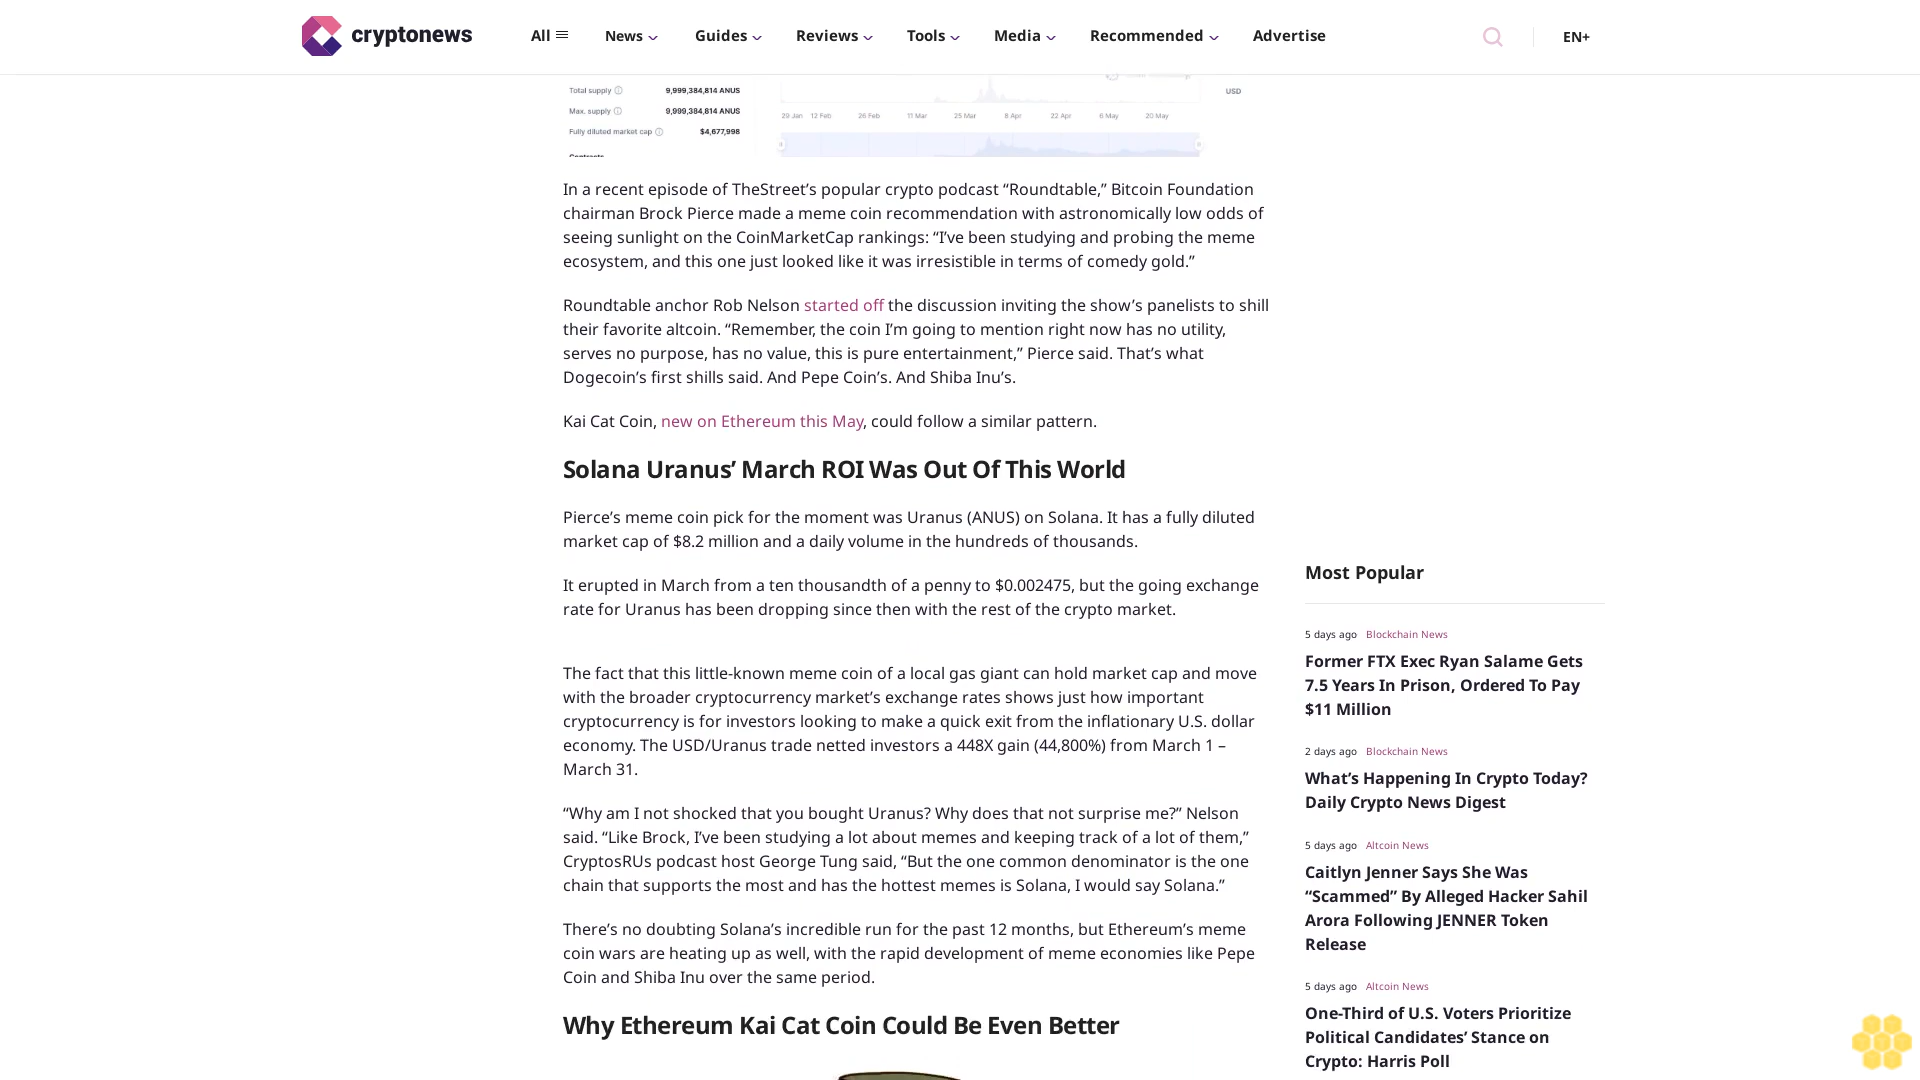 cryptonews
All
News
Guides
Reviews
Tools
Media
Recommended
Advertise
EN+
Total supply 9,999,384,814 ANUS
Max. supply 9,999,384,814 ANUS
Fully diluted market cap $4,677,998
Contracts
USD
29 Jan 12 Feb 26 Feb 11 Mar 25 Mar 8 Apr 22 Apr 6 May 20 May
In a recent episode of TheStreet’s popular crypto podcast “Roundtable,” Bitcoin Foundation
chairman Brock Pierce made a meme coin recommendation with astronomically low odds of
seeing sunlight on the CoinMarketCap rankings: “I’ve been studying and probing the meme
ecosystem, and this one just looked like it was irresistible in terms of comedy gold.”
Roundtable anchor Rob Nelson started off the discussion inviting the show’s panelists to shill
their favorite altcoin. “Remember, the coin I’m going to mention right now has no utility,
serves no purpose, has no value, this is pure entertainment,” Pierce said. That’s what
Dogecoin’s first shills said. And Pepe Coin’s. And Shiba Inu’s.
Kai Cat Coin, new on Ethereum this May, could follow a similar pattern.
Solana Uranus’ March ROI Was Out Of This World
Pierce’s meme coin pick for the moment was Uranus (ANUS) on Solana. It has a fully diluted
market cap of $8.2 million and a daily volume in the hundreds of thousands.
It erupted in March from a ten thousandth of a penny to $0.002475, but the going exchange
rate for Uranus has been dropping since then with the rest of the crypto market.
The fact that this little-known meme coin of a local gas giant can hold market cap and move
with the broader cryptocurrency market’s exchange rates shows just how important
cryptocurrency is for investors looking to make a quick exit from the inflationary U.S. dollar
economy. The USD/Uranus trade netted investors a 448X gain (44,800%) from March 1 –
March 31.
“Why am I not shocked that you bought Uranus? Why does that not surprise me?” Nelson
said. “Like Brock, I’ve been studying a lot about memes and keeping track of a lot of them,”
CryptosRUs podcast host George Tung said, “But the one common denominator is the one
chain that supports the most and has the hottest memes is Solana, I would say Solana.”
There’s no doubting Solana’s incredible run for the past 12 months, but Ethereum’s meme
coin wars are heating up as well, with the rapid development of meme economies like Pepe
Coin and Shiba Inu over the same period.
Why Ethereum Kai Cat Coin Could Be Even Better
Most Popular
5 days ago Blockchain News
Former FTX Exec Ryan Salame Gets
7.5 Years In Prison, Ordered To Pay
$11 Million
2 days ago Blockchain News
What’s Happening In Crypto Today?
Daily Crypto News Digest
5 days ago Altcoin News
Caitlyn Jenner Says She Was
“Scammed” By Alleged Hacker Sahil
Arora Following JENNER Token
Release
5 days ago Altcoin News
One-Third of U.S. Voters Prioritize
Political Candidates’ Stance on
Crypto: Harris Poll